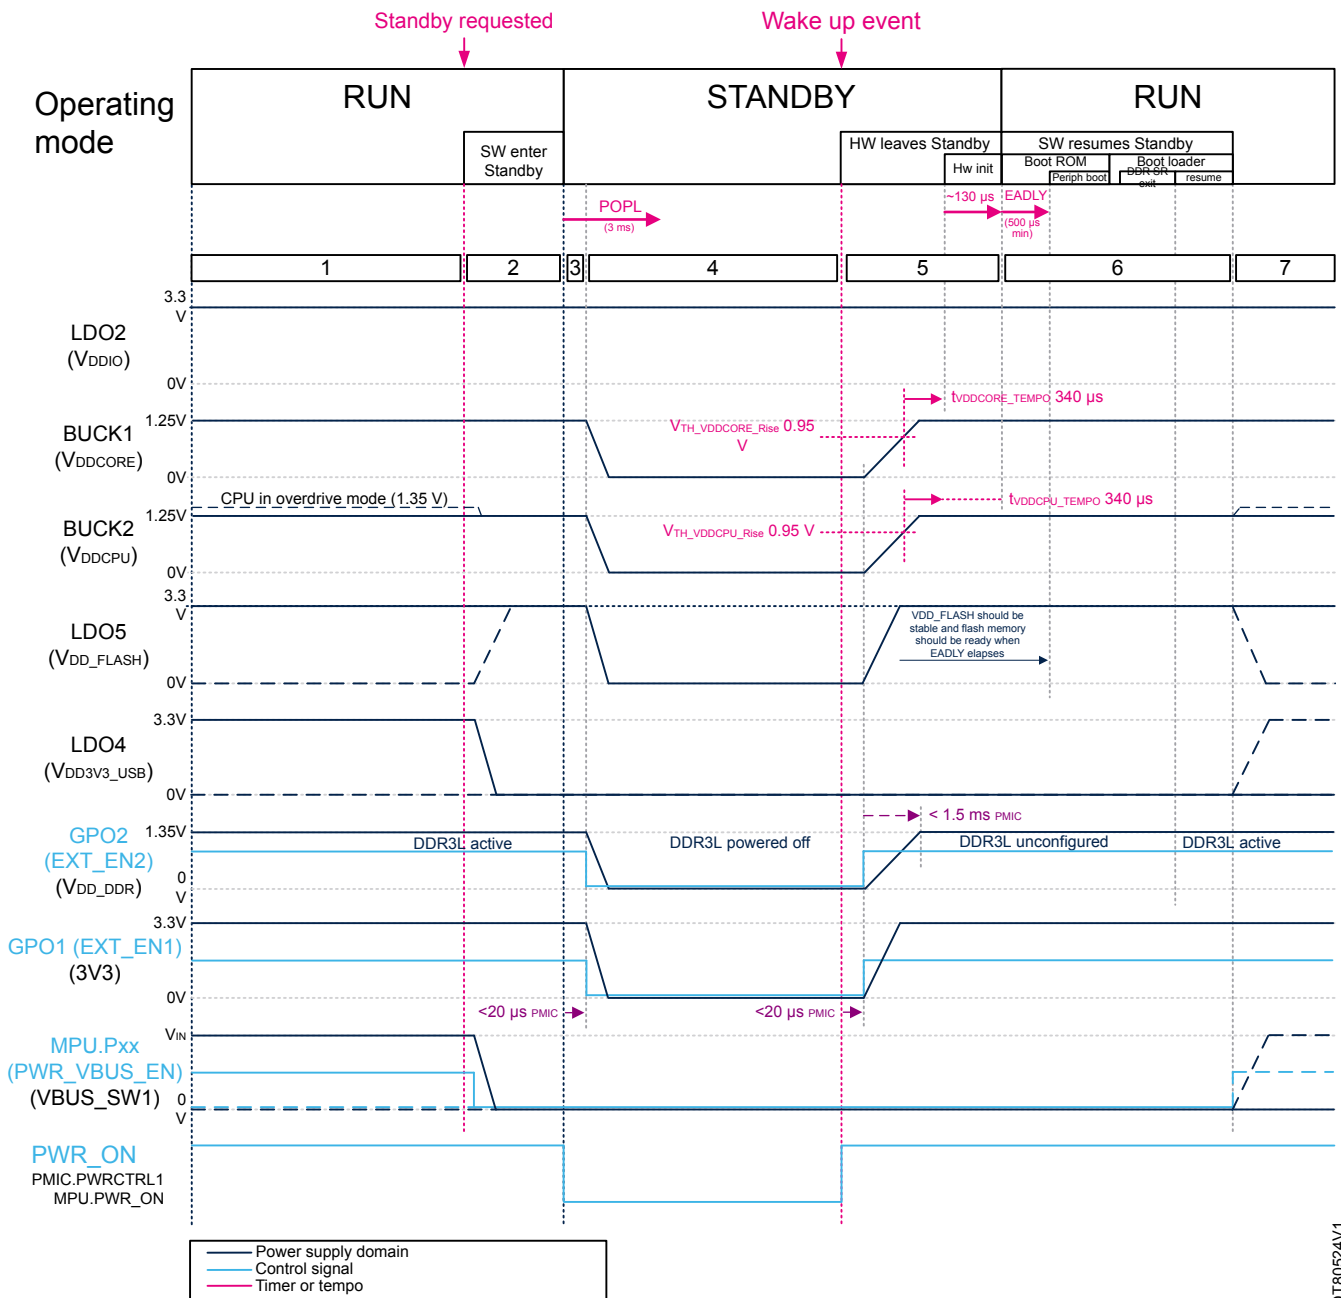 Standby requested
Wake up event
Operating
mode
RUN
STANDBY
RUN
SW enter
Standby
HW leaves Standby
Hw init
SW resumes Standby
Boot ROM
Boot loader
Periph boot
DDR SR
exit
resume
POPL
(3 ms)
~130 µs
EADLY
(500 µs
min)
1
2
3
4
5
6
7
3.3
V
LDO2
(VDDIO)
0V
tVDDCORE_TEMPO 340 µs
1.25V
BUCK1
(VDDCORE)
VTH_VDDCORE_Rise 0.95
V
0V
CPU in overdrive mode (1.35 V)
tVDDCPU_TEMPO 340 µs
1.25V
BUCK2
(VDDCPU)
VTH_VDDCPU_Rise 0.95 V
0V
3.3
V
LDO5
(VDD_FLASH)
VDD_FLASH should be
stable and flash memory
should be ready when
EADLY elapses
0V
3.3V
LDO4
(VDD3V3_USB)
0V
< 1.5 ms PMIC
GPO2
(EXT_EN2)
(VDD_DDR)
1.35V
DDR3L active
DDR3L powered off
DDR3L unconfigured
DDR3L active
0
V
3.3V
GPO1 (EXT_EN1)
(3V3)
0V
<20 µs PMIC
<20 µs PMIC
VIN
MPU.Pxx
(PWR_VBUS_EN)
(VBUS_SW1)
0
V
PWR_ON
PMIC.PWRCTRL1
MPU.PWR_ON
Power supply domain
Control signal
Timer or tempo